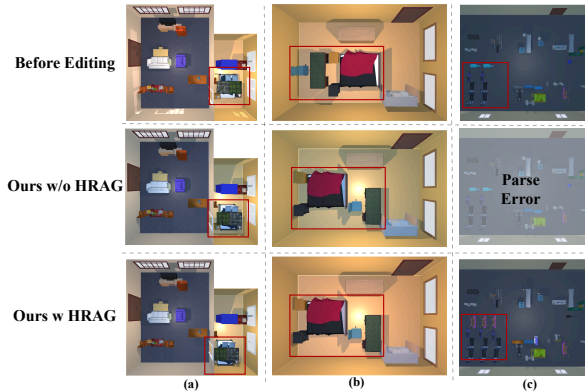 Before Editing
Ours w/o HRAG
Parse
Error
Ours w HRAG
(a)
(b)
(c)